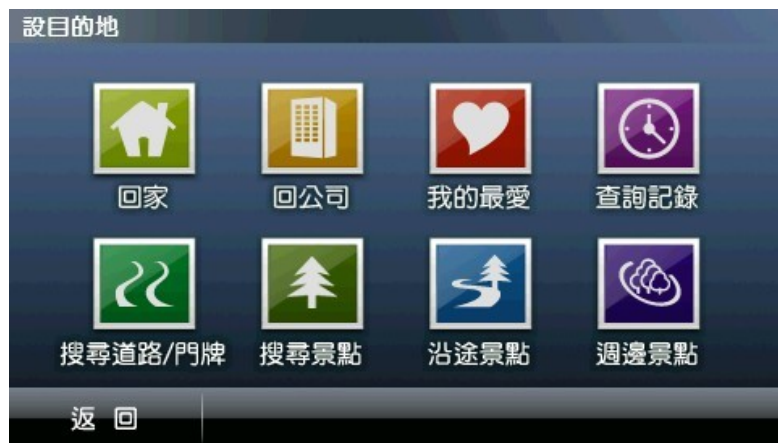 設目的地
回家 回公司 我的最愛 查詢記錄
搜尋道路/門牌 搜尋景點 沿途景點 週邊景點
返 回